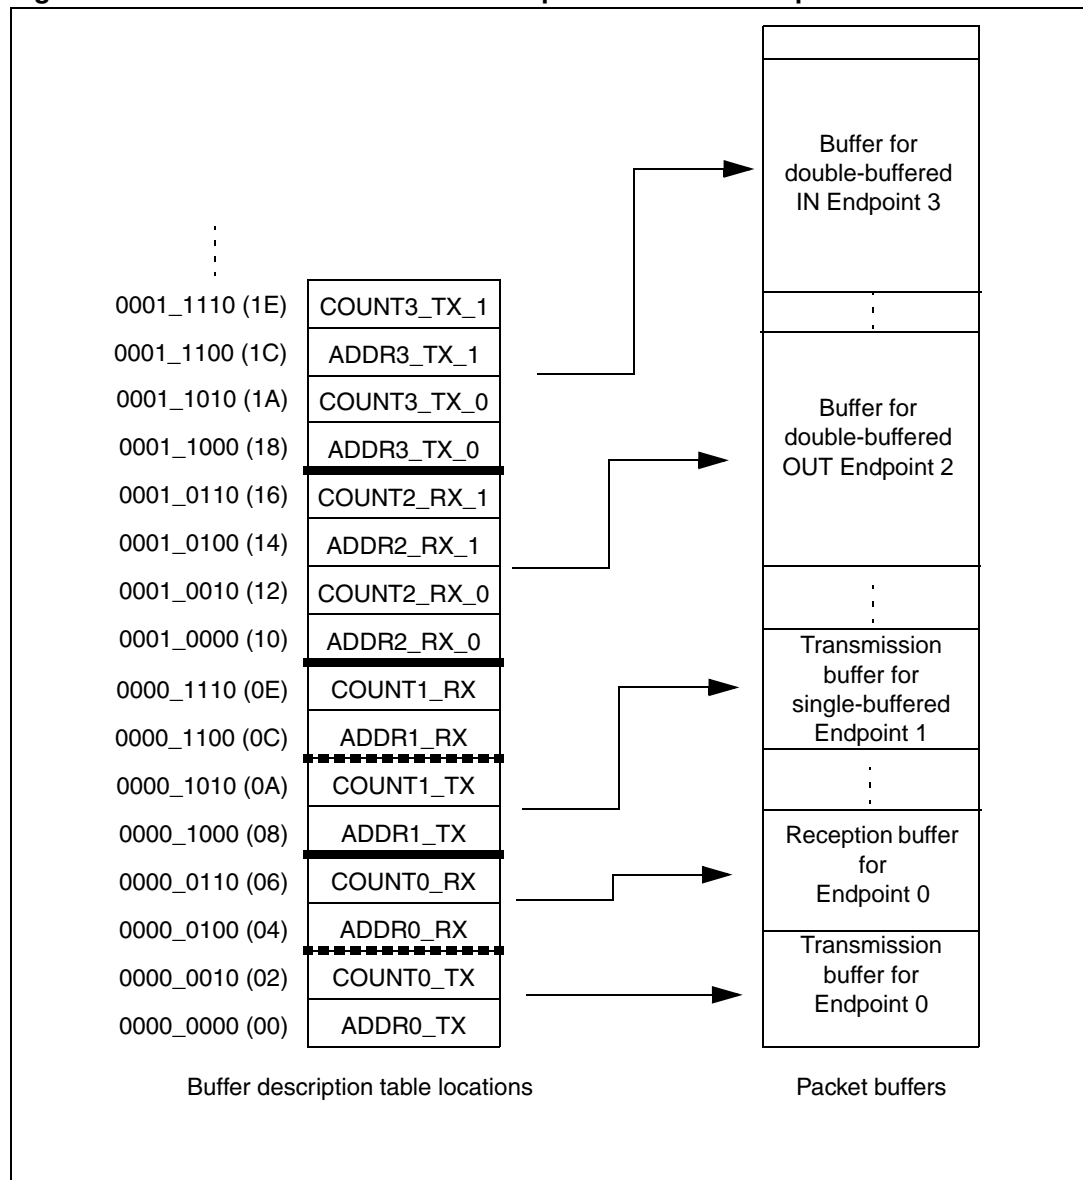 0001_1110 (1E) COUNT3_TX_1
0001_1100 (1C) ADDR3_TX_1
0001_1010 (1A) COUNT3_TX_0
0001_1000 (18) ADDR3_TX_0
0001_0110 (16) COUNT2_RX_1
0001_0100 (14) ADDR2_RX_1
0001_0010 (12) COUNT2_RX_0
0001_0000 (10) ADDR2_RX_0
0000_1110 (0E) COUNT1_RX
0000_1100 (0C) ADDR1_RX
0000_1010 (0A) COUNT1_TX
0000_1000 (08) ADDR1_TX
0000_0110 (06) COUNT0_RX
0000_0100 (04) ADDR0_RX
0000_0010 (02) COUNT0_TX
0000_0000 (00) ADDR0_TX
Buffer description table locations
Buffer for
double-buffered
IN Endpoint 3
Buffer for
double-buffered
OUT Endpoint 2
Transmission
buffer for
single-buffered
Endpoint 1
Reception buffer
for
Endpoint 0
Transmission
buffer for
Endpoint 0
Packet buffers